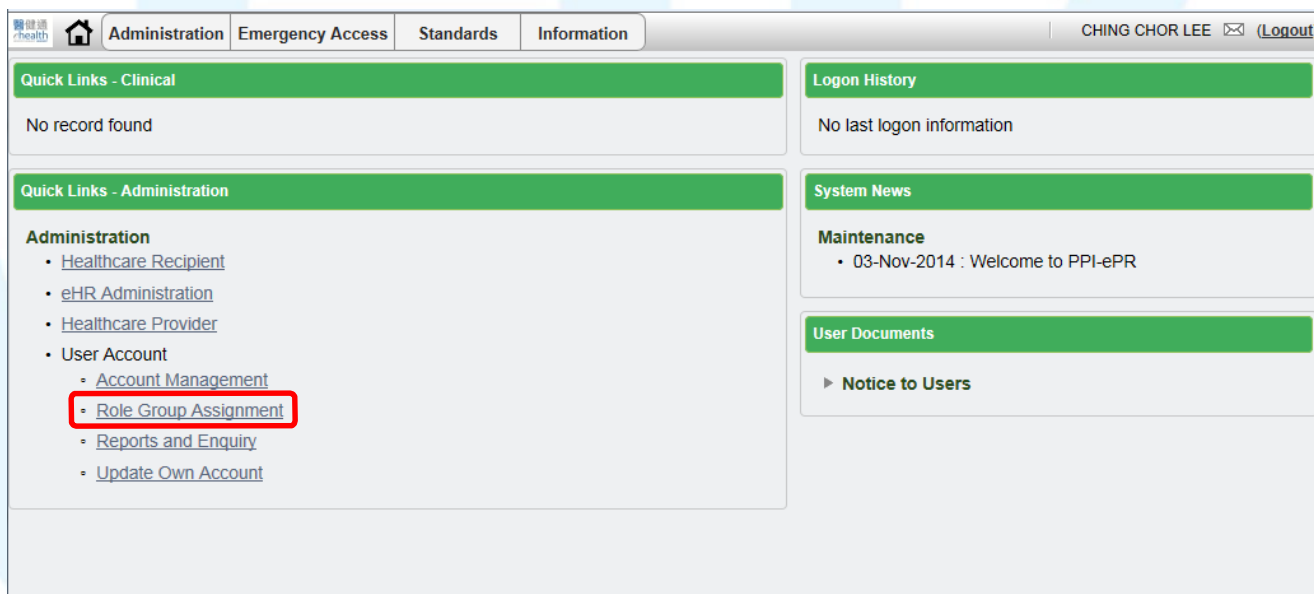 醫健通
ehealth
Administration
Emergency Access
Standards
Information
CHING CHOR LEE
(Logout
Quick Links - Clinical
No record found
Quick Links - Administration
Administration
• Healthcare Recipient
• eHR Administration
• Healthcare Provider
• User Account
Account Management
Role Group Assignment
Reports and Enquiry
Update Own Account
Logon History
No last logon information
System News
Maintenance
• 03-Nov-2014 : Welcome to PPI-ePR
User Documents
Notice to Users